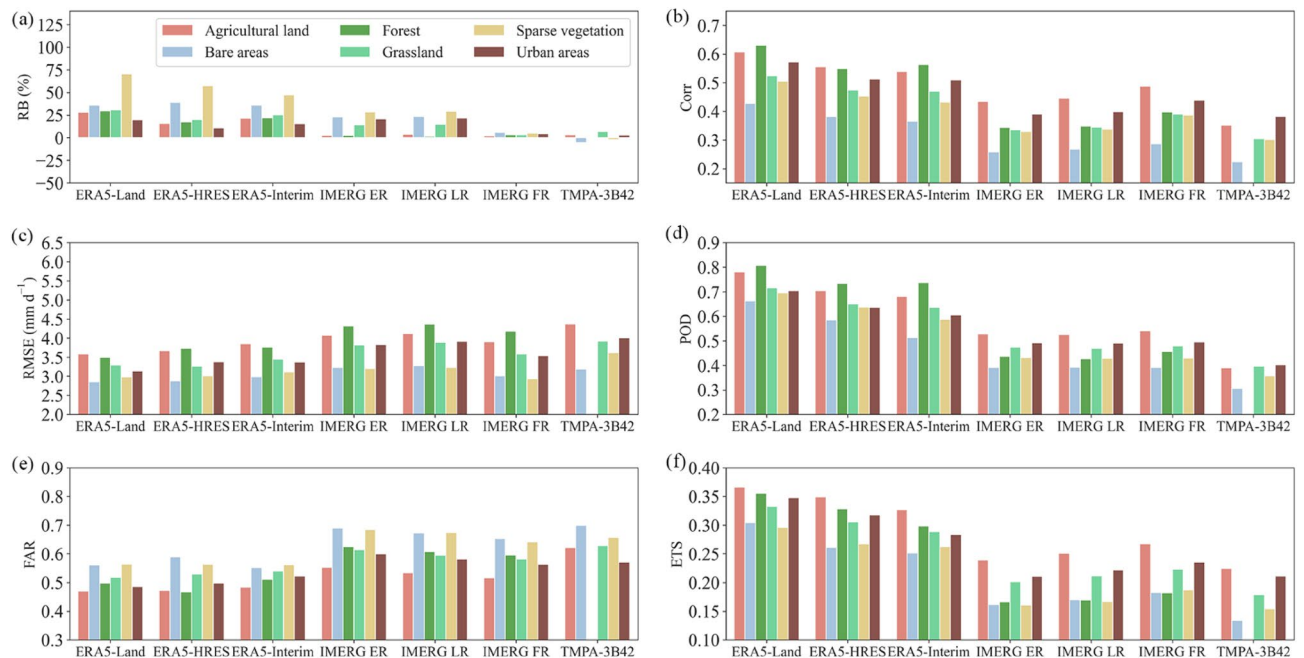 (a)
RB (%)
125
100
75
50
25
0
−25
−50
Agricultural land
Forest
Sparse vegetation
Bare areas
Grassland
Urban areas
ERA5-Land ERA5-HRES ERA5-Interim IMERG ER IMERG LR IMERG FR TMPA-3B42
(b)
Corr
0.7
0.6
0.5
0.4
0.3
0.2
ERA5-Land ERA5-HRES ERA5-Interim IMERG ER IMERG LR IMERG FR TMPA-3B42
(c)
RMSE (mm d⁻¹)
6.5
6.0
5.5
5.0
4.5
4.0
3.5
3.0
2.5
2.0
ERA5-Land ERA5-HRES ERA5-Interim IMERG ER IMERG LR IMERG FR TMPA-3B42
(d)
POD
0.9
0.8
0.7
0.6
0.5
0.4
0.3
0.2
ERA5-Land ERA5-HRES ERA5-Interim IMERG ER IMERG LR IMERG FR TMPA-3B42
(e)
FAR
0.9
0.8
0.7
0.6
0.5
0.4
0.3
ERA5-Land ERA5-HRES ERA5-Interim IMERG ER IMERG LR IMERG FR TMPA-3B42
(f)
ETS
0.40
0.35
0.30
0.25
0.20
0.15
0.10
ERA5-Land ERA5-HRES ERA5-Interim IMERG ER IMERG LR IMERG FR TMPA-3B42